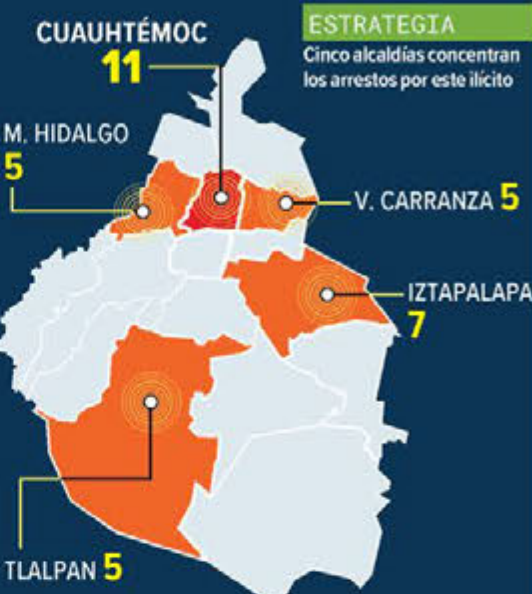 ESTRATEGIA
Cinco alcaldías concentran
los arrestos por este ilícito
CUAUHTÉMOC
11
M. HIDALGO
5
V. CARRANZA 5
IZTAPALAPA
7
TLALPAN 5